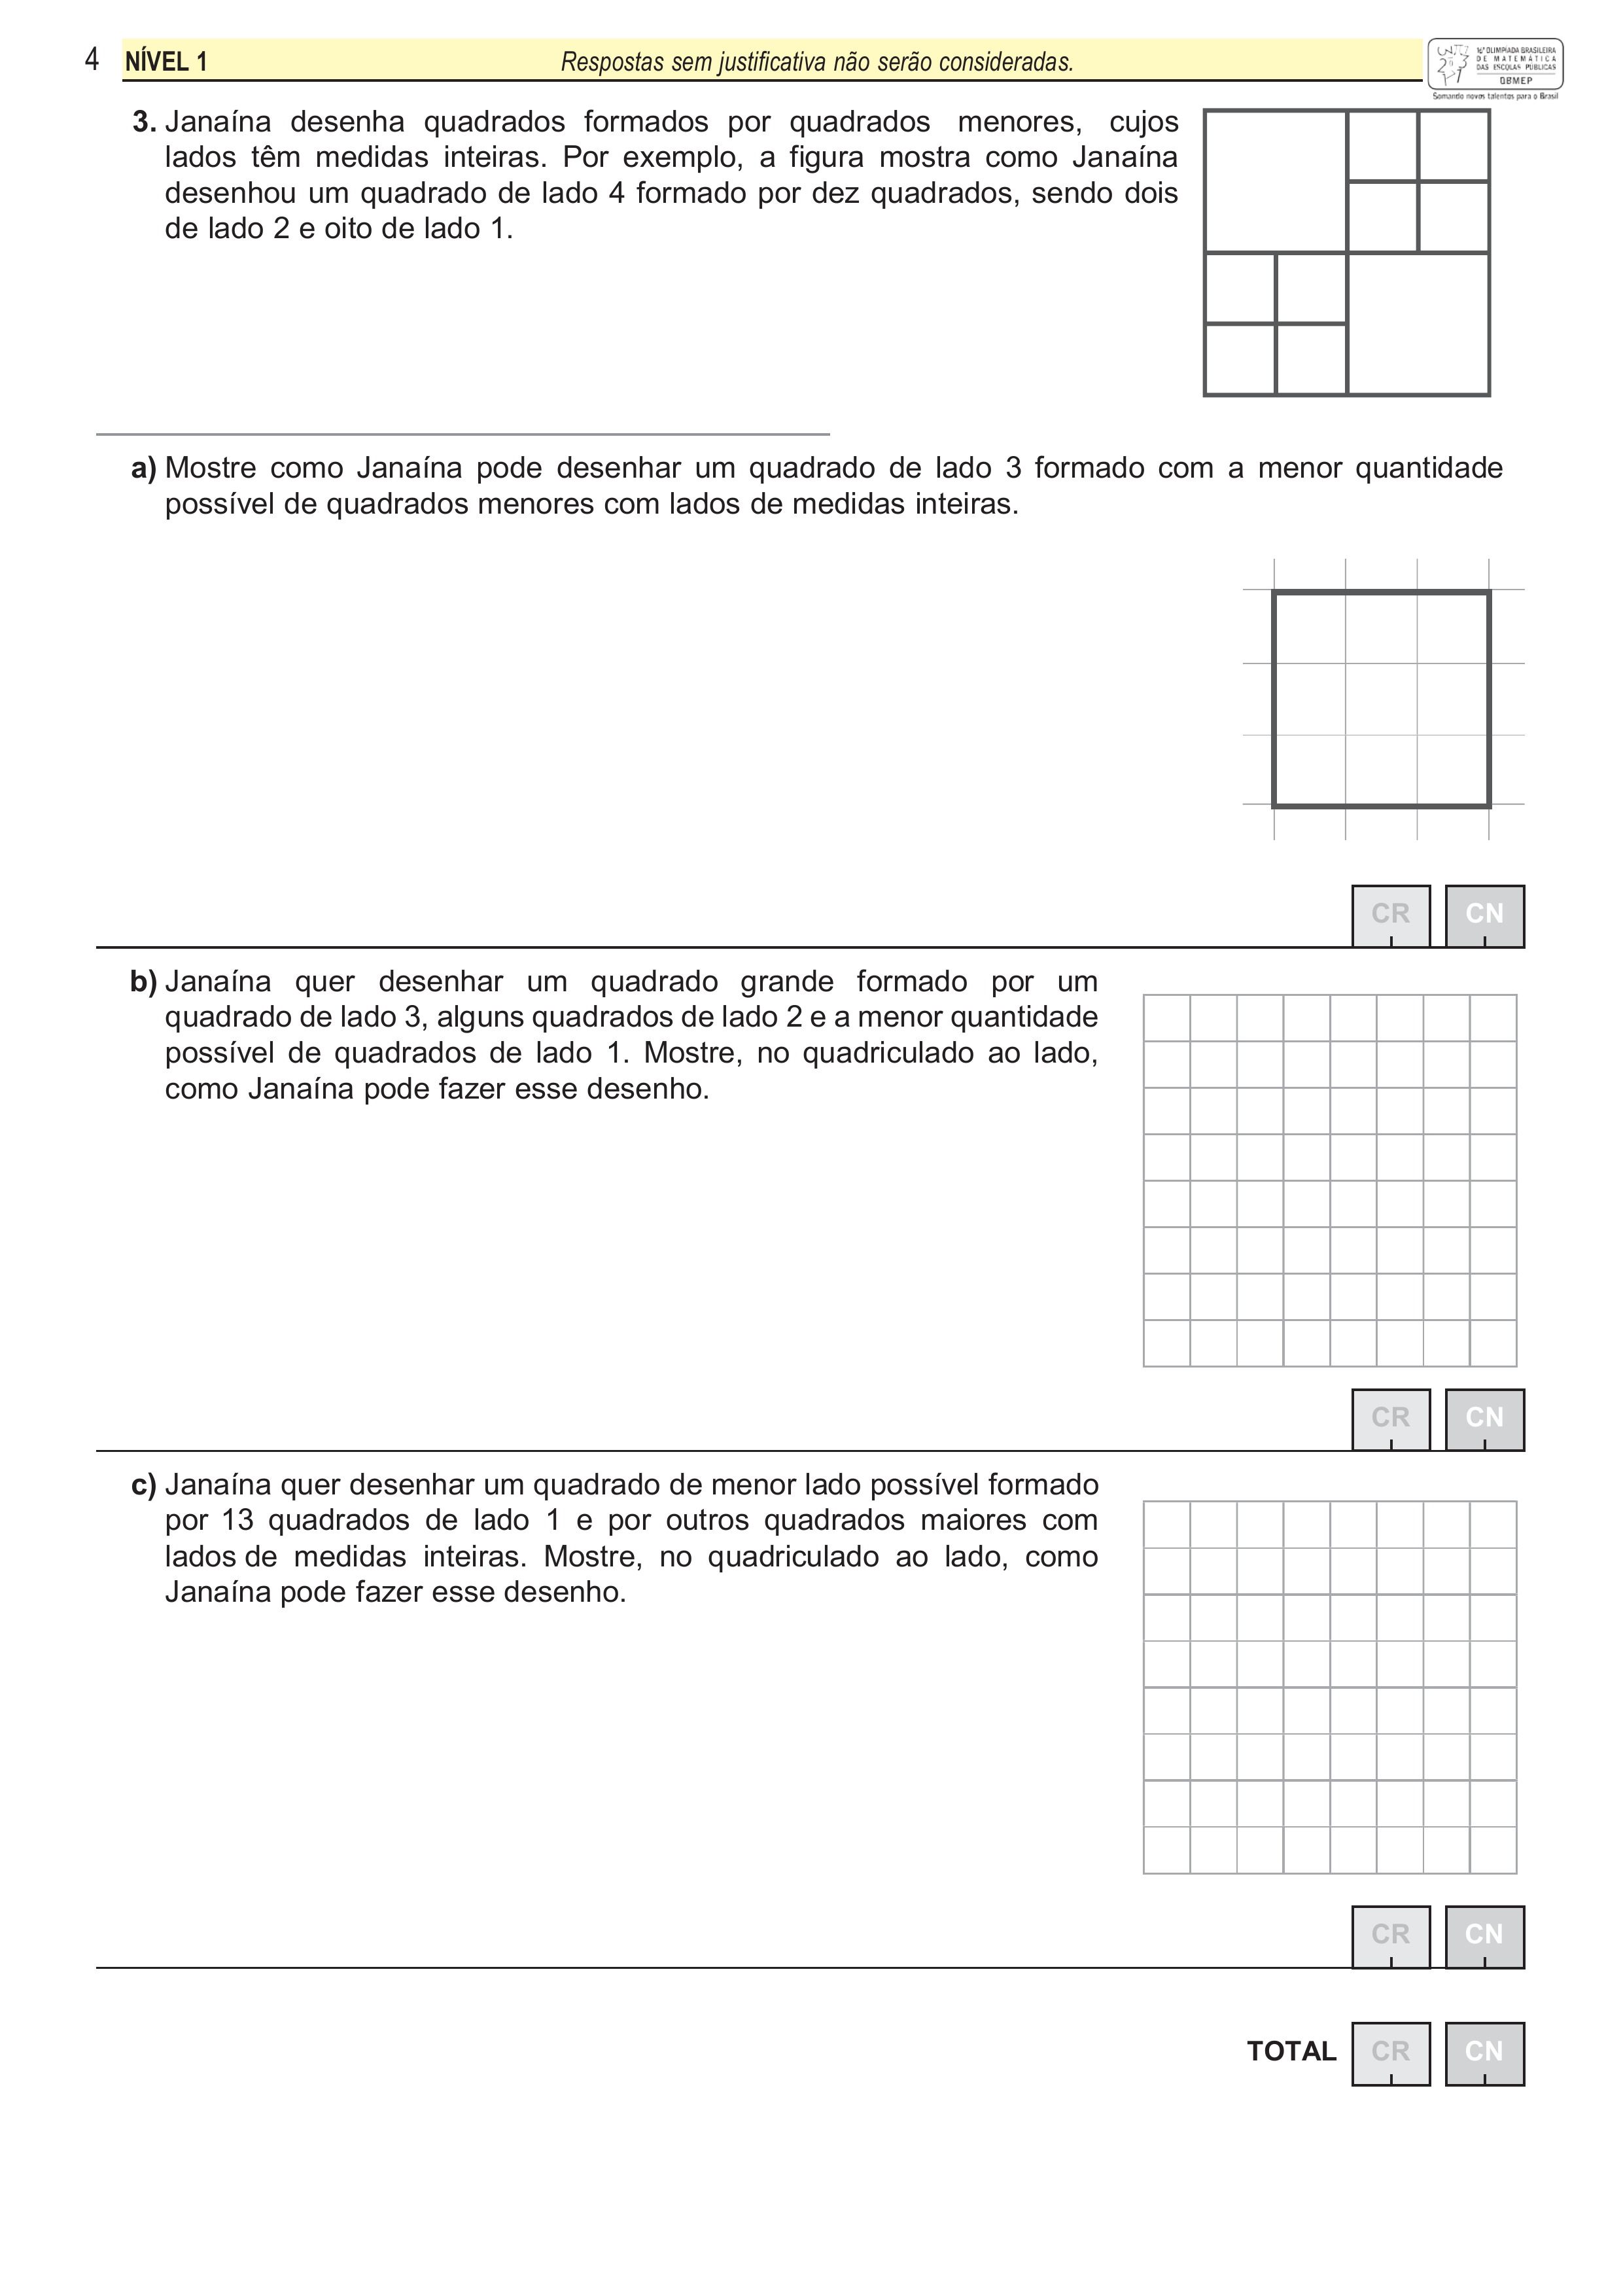 4 NÍVEL 1 Respostas sem justificativa não serão consideradas.
16ª OLIMPÍADA BRASILEIRA
DE MATEMÁTICA
DAS ESCOLAS PÚBLICAS
OBMEP
Somando novos talentos para o Brasil
3. Janaína desenha quadrados formados por quadrados menores, cujos
lados têm medidas inteiras. Por exemplo, a figura mostra como Janaína
desenhou um quadrado de lado 4 formado por dez quadrados, sendo dois
de lado 2 e oito de lado 1.
a) Mostre como Janaína pode desenhar um quadrado de lado 3 formado com a menor quantidade
possível de quadrados menores com lados de medidas inteiras.
CR CN
b) Janaína quer desenhar um quadrado grande formado por um
quadrado de lado 3, alguns quadrados de lado 2 e a menor quantidade
possível de quadrados de lado 1. Mostre, no quadriculado ao lado,
como Janaína pode fazer esse desenho.
CR CN
c) Janaína quer desenhar um quadrado de menor lado possível formado
por 13 quadrados de lado 1 e por outros quadrados maiores com
lados de medidas inteiras. Mostre, no quadriculado ao lado, como
Janaína pode fazer esse desenho.
CR CN
TOTAL CR CN